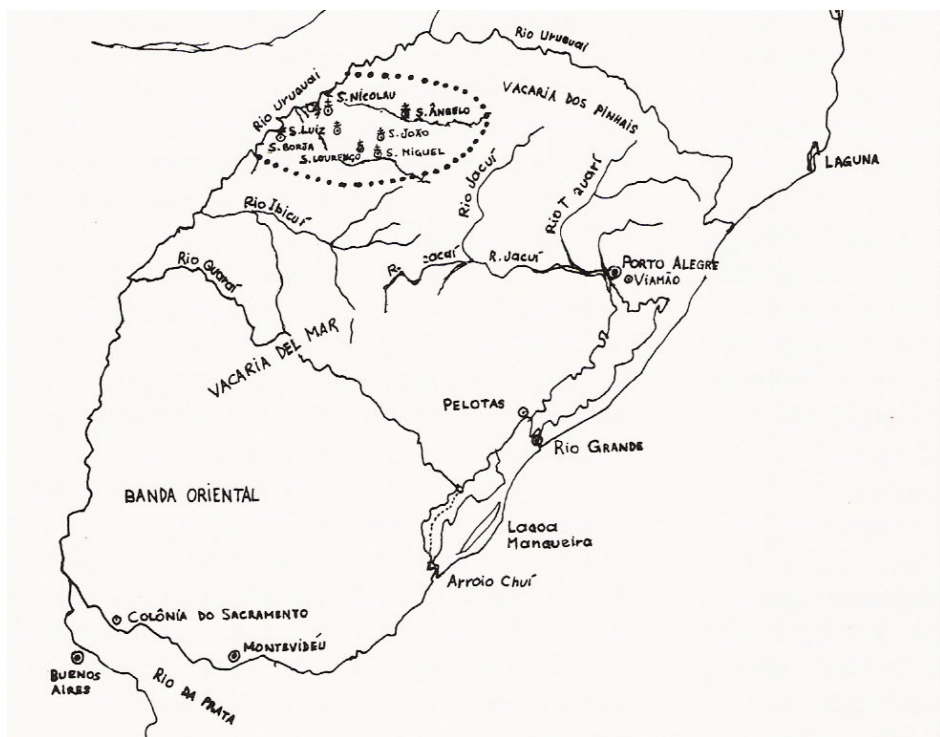 Rio Uruguai
Rio Uruguai
VACARIA DOS PINHAIS
S. NICOLAU
S. ÂNGELO
S. LUIZ
S. JOÃO
S. BORJA
S. LOURENÇO
S. MIGUEL
LAGUNA
Rio Jacuí
Rio T quarí
Rio Ibicuí
R. cacaí
R. Jacuí
PORTO ALEGRE
VIAMÃO
Rio Quaraí
VACARIA DEL MAR
PELOTAS
RIO GRANDE
BANDA ORIENTAL
Lagoa
Mangueira
Arroio Chuí
COLÔNIA DO SACRAMENTO
MONTEVIDÉU
BUENOS
AIRES
RIO DA PRATA